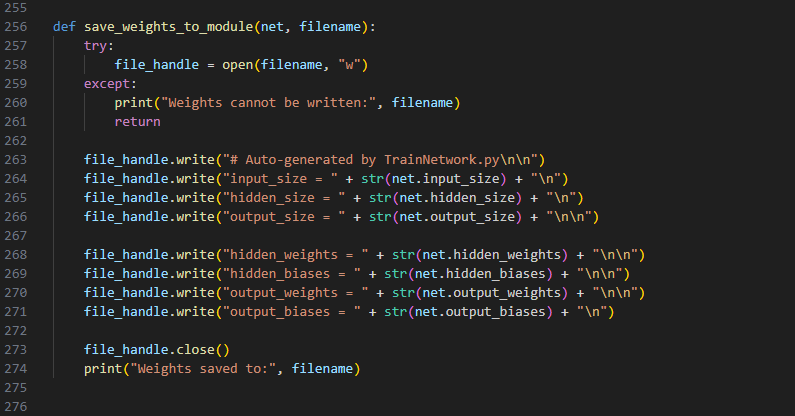 255
256 def save_weights_to_module(net, filename):
257     try:
258         file_handle = open(filename, "w")
259     except:
260         print("Weights cannot be written:", filename)
261         return
262
263     file_handle.write("# Auto-generated by TrainNetwork.py\n\n")
264     file_handle.write("input_size = " + str(net.input_size) + "\n")
265     file_handle.write("hidden_size = " + str(net.hidden_size) + "\n")
266     file_handle.write("output_size = " + str(net.output_size) + "\n\n")
267
268     file_handle.write("hidden_weights = " + str(net.hidden_weights) + "\n\n")
269     file_handle.write("hidden_biases = " + str(net.hidden_biases) + "\n\n")
270     file_handle.write("output_weights = " + str(net.output_weights) + "\n\n")
271     file_handle.write("output_biases = " + str(net.output_biases) + "\n")
272
273     file_handle.close()
274     print("Weights saved to:", filename)
275
276